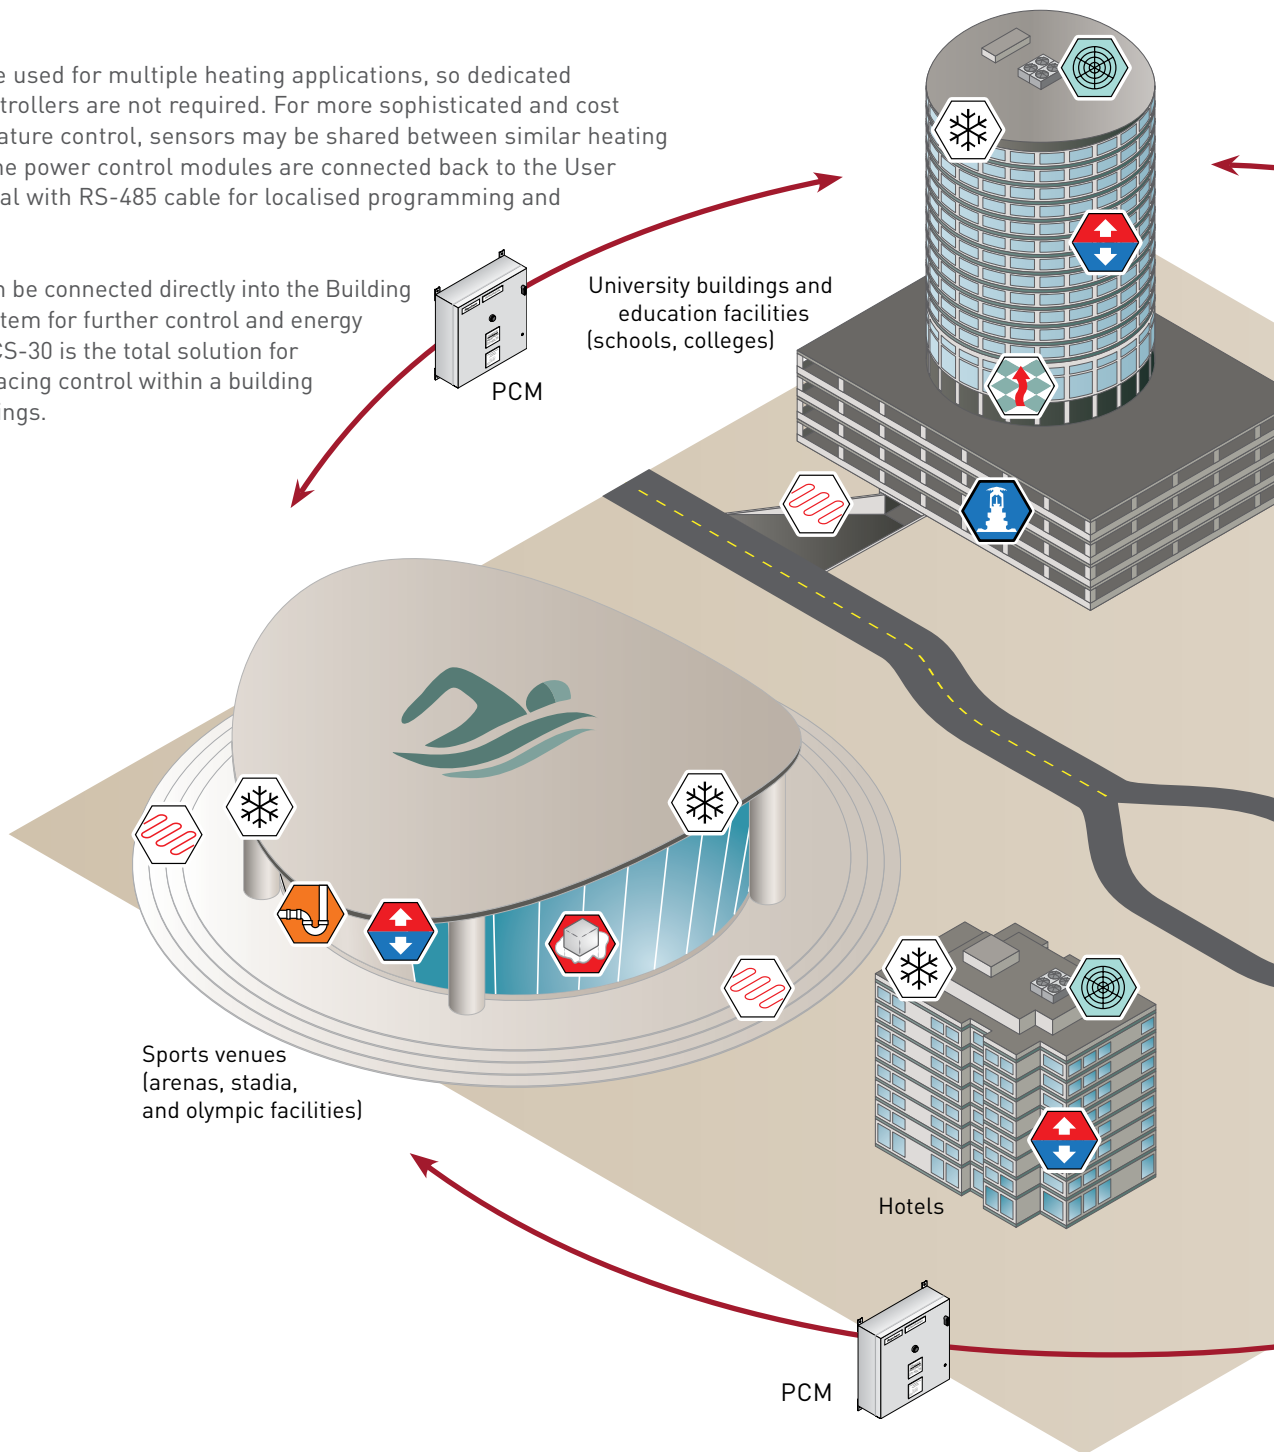 e used for multiple heating applications, so dedicated
trollers are not required. For more sophisticated and cost
ature control, sensors may be shared between similar heating
ne power control modules are connected back to the User
al with RS-485 cable for localised programming and
n be connected directly into the Building
tem for further control and energy
CS-30 is the total solution for
acing control within a building
ings.
PCM
University buildings and
education facilities
(schools, colleges)
Sports venues
(arenas, stadia,
and olympic facilities)
Hotels
PCM